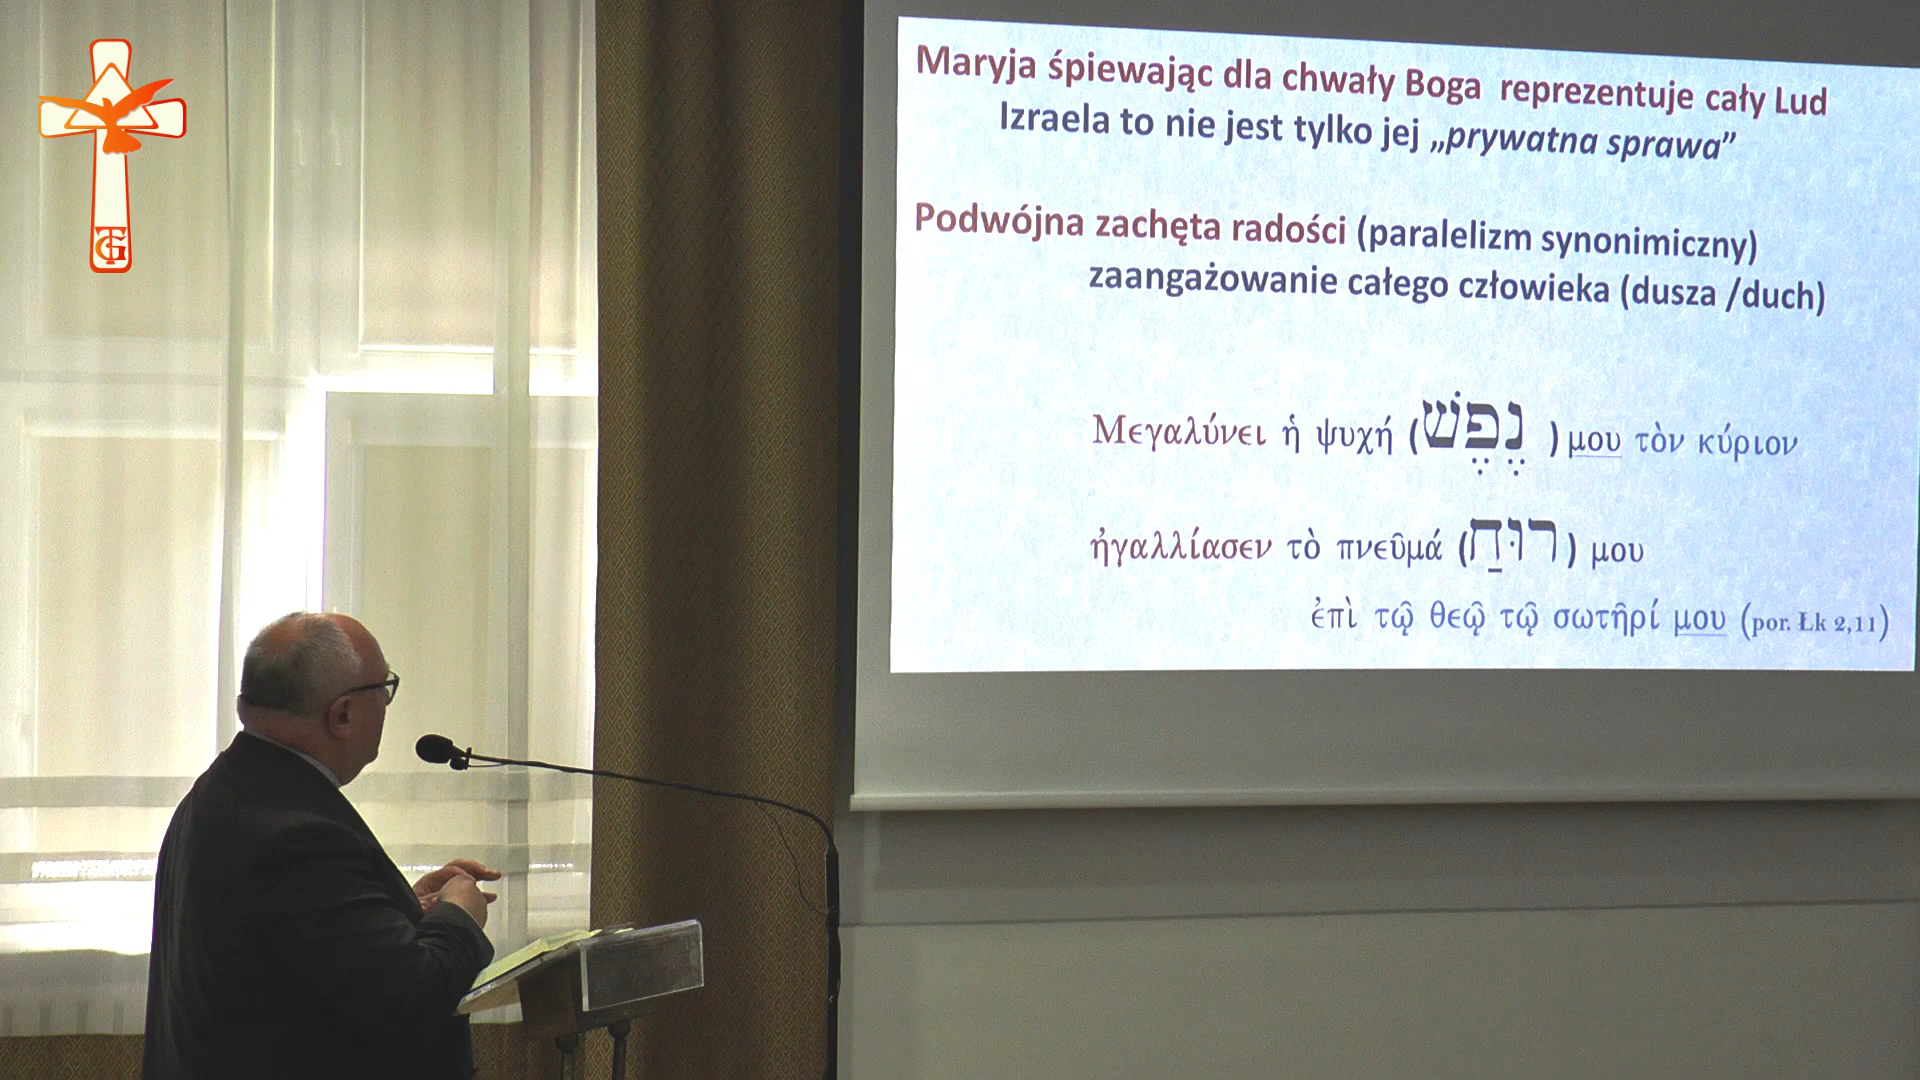 Maryja śpiewając dla chwały Boga reprezentuje cały Lud
Izraela to nie jest tylko jej „prywatna sprawa”
Podwójna zachęta radości (paralelizm synonimiczny)
zaangażowanie całego człowieka (dusza /duch)
Μεγαλύνει ἡ ψυχή (נֶפֶשׁ ) μου τὸν κύριον
ἠγαλλίασεν τὸ πνεῦμά (רוּחַ) μου
ἐπὶ τῷ θεῷ τῷ σωτῆρί μου (por. Łk 2,11)
TG